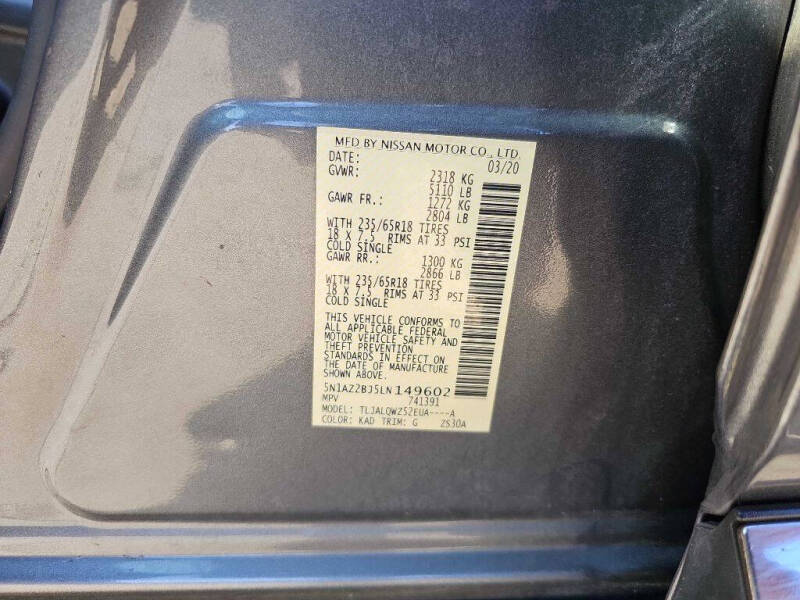 MFD BY NISSAN MOTOR CO., LTD.
DATE: 03/20
GVWR: 2318 KG
5110 LB
GAWR FR.: 1272 KG
2804 LB
WITH 235/65R18 TIRES
18 X 7.5 RIMS AT 33 PSI
COLD SINGLE
GAWR RR.: 1300 KG
2866 LB
WITH 235/65R18 TIRES
18 X 7.5 RIMS AT 33 PSI
COLD SINGLE
THIS VEHICLE CONFORMS TO
ALL APPLICABLE FEDERAL
MOTOR VEHICLE SAFETY AND
THEFT PREVENTION
STANDARDS IN EFFECT ON
THE DATE OF MANUFACTURE
SHOWN ABOVE.
5N1AZ2BJ5LN149602
MPV 741391
MODEL: TLJALQWZ52EUA----A
COLOR: KAD TRIM: G ZS30A